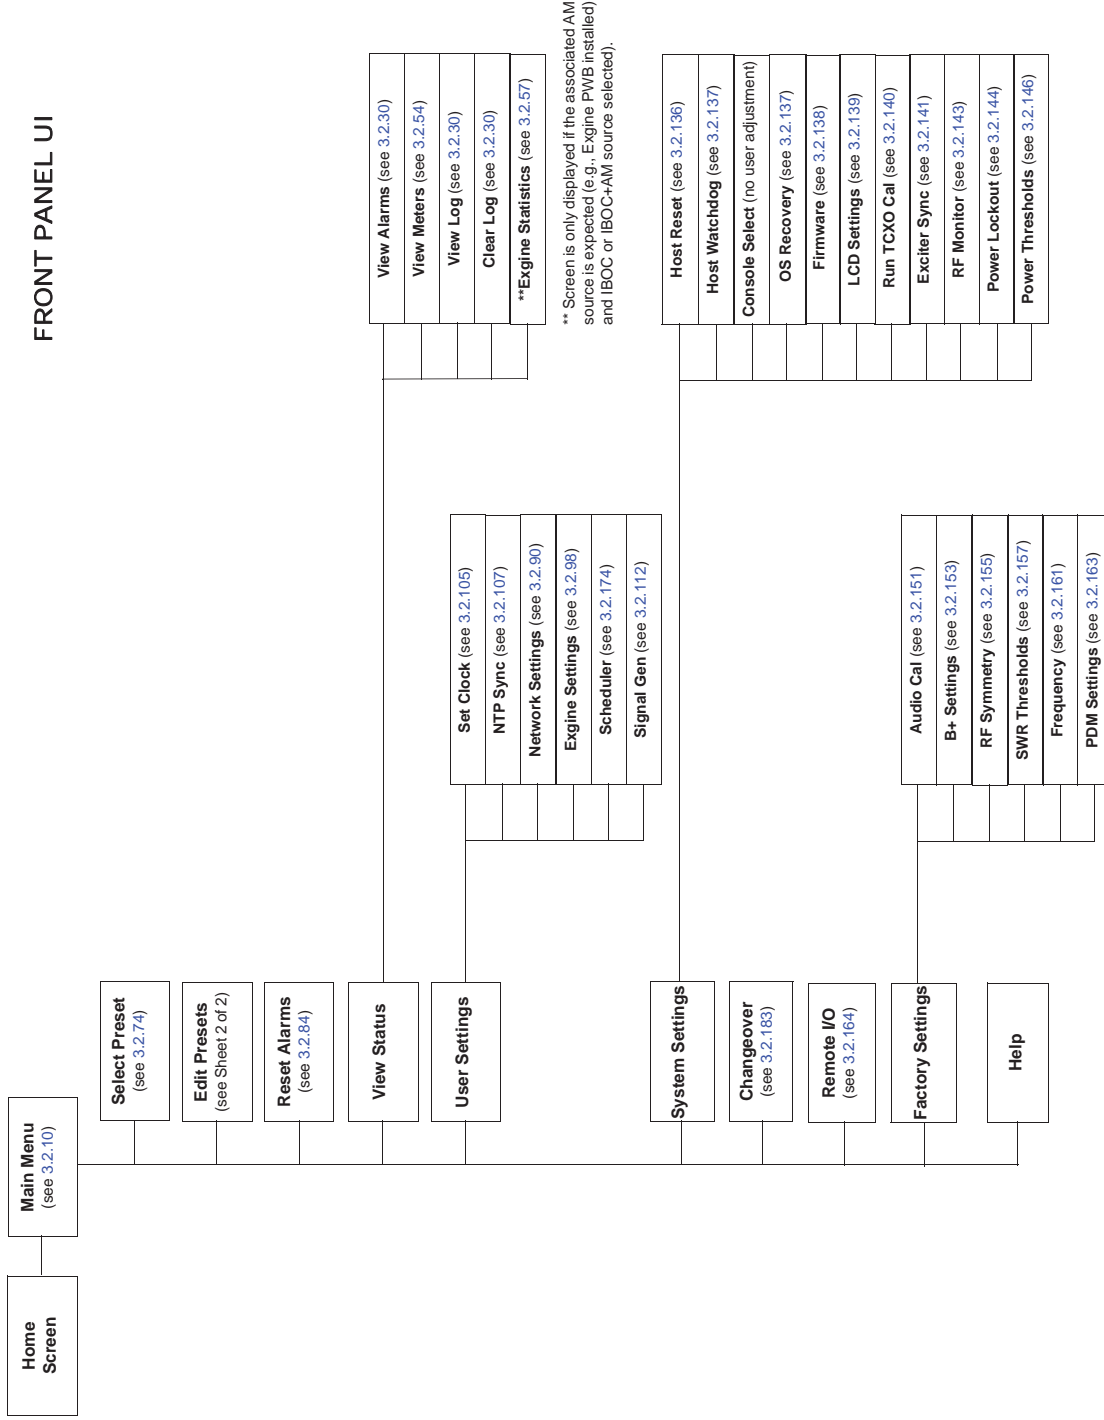 FRONT PANEL UI
Home
Screen
Main Menu
(see 3.2.10)
Select Preset
(see 3.2.74)
Edit Presets
(see Sheet 2 of 2)
Reset Alarms
(see 3.2.84)
View Status
User Settings
System Settings
Changeover
(see 3.2.183)
Remote I/O
(see 3.2.164)
Factory Settings
Help
View Alarms (see 3.2.30)
View Meters (see 3.2.54)
View Log (see 3.2.30)
Clear Log (see 3.2.30)
**Exgine Statistics (see 3.2.57)
** Screen is only displayed if the associated AM
source is expected (e.g., Exgine PWB installed)
and IBOC or IBOC+AM source selected).
Set Clock (see 3.2.105)
NTP Sync (see 3.2.107)
Network Settings (see 3.2.90)
Exgine Settings (see 3.2.98)
Scheduler (see 3.2.174)
Signal Gen (see 3.2.112)
Host Reset (see 3.2.136)
Host Watchdog (see 3.2.137)
Console Select (no user adjustment)
OS Recovery (see 3.2.137)
Firmware (see 3.2.138)
LCD Settings (see 3.2.139)
Run TCXO Cal (see 3.2.140)
Exciter Sync (see 3.2.141)
RF Monitor (see 3.2.143)
Power Lockout (see 3.2.144)
Power Thresholds (see 3.2.146)
Audio Cal (see 3.2.151)
B+ Settings (see 3.2.153)
RF Symmetry (see 3.2.155)
SWR Thresholds (see 3.2.157)
Frequency (see 3.2.161)
PDM Settings (see 3.2.163)